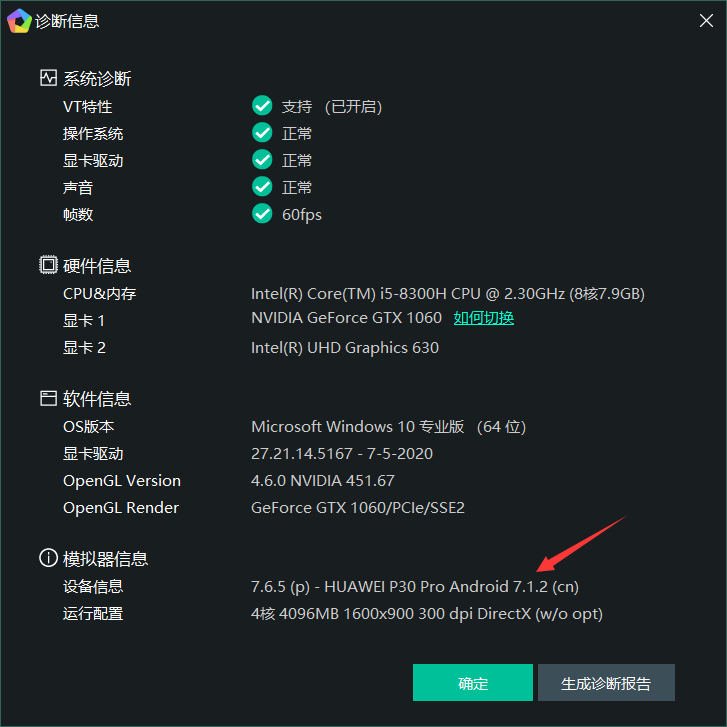 诊断信息
系统诊断
VT特性 支持 (已开启)
操作系统 正常
显卡驱动 正常
声音 正常
帧数 60fps
硬件信息
CPU&内存 Intel(R) Core(TM) i5-8300H CPU @ 2.30GHz (8核7.9GB)
显卡 1 NVIDIA GeForce GTX 1060 如何切换
显卡 2 Intel(R) UHD Graphics 630
软件信息
OS版本 Microsoft Windows 10 专业版 (64 位)
显卡驱动 27.21.14.5167 - 7-5-2020
OpenGL Version 4.6.0 NVIDIA 451.67
OpenGL Render GeForce GTX 1060/PCIe/SSE2
模拟器信息
设备信息 7.6.5 (p) - HUAWEI P30 Pro Android 7.1.2 (cn)
运行配置 4核 4096MB 1600x900 300 dpi DirectX (w/o opt)
确定 生成诊断报告